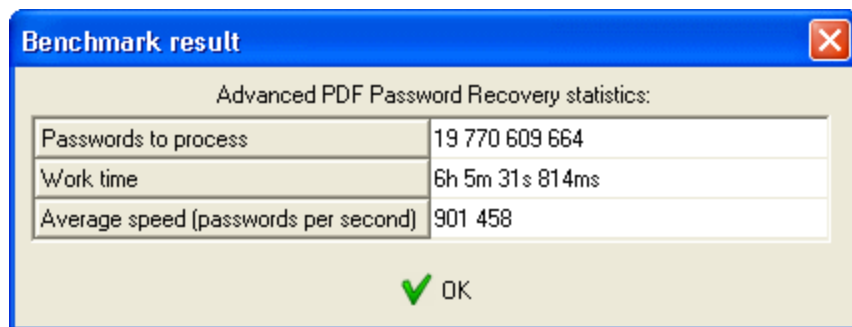 Benchmark result
Advanced PDF Password Recovery statistics:
Passwords to process 19 770 609 664
Work time 6h 5m 31s 814ms
Average speed (passwords per second) 901 458
OK